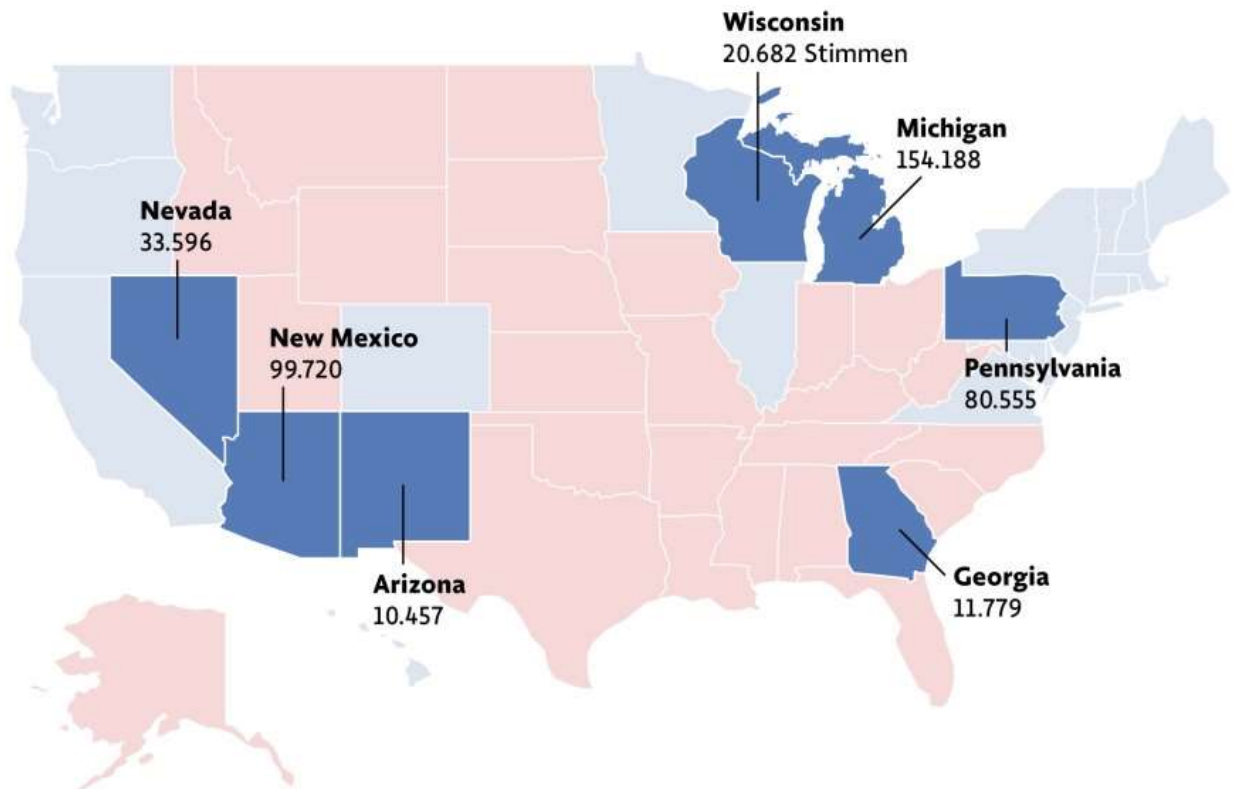 Wisconsin
20.682 Stimmen
Michigan
154.188
Nevada
33.596
New Mexico
99.720
Pennsylvania
80.555
Arizona
10.457
Georgia
11.779